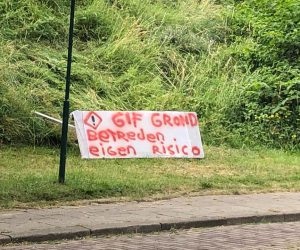 GIF GROND
BETREDEN.
EIGEN RISICO